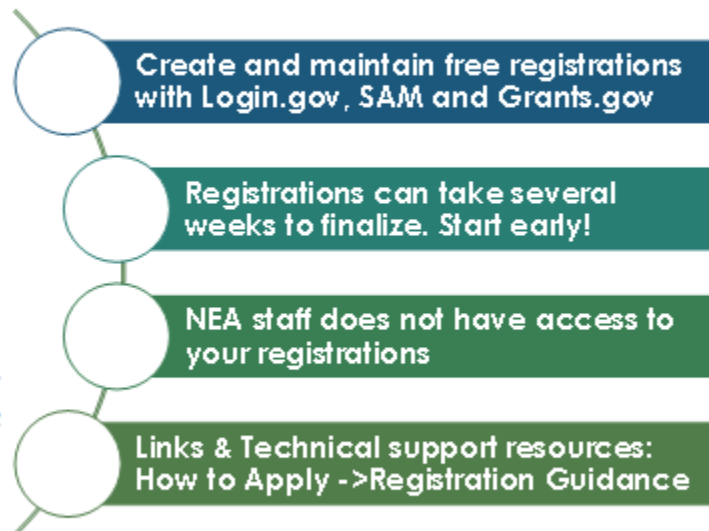 Create and maintain free registrations
with Login.gov, SAM and Grants.gov
Registrations can take several
weeks to finalize. Start early!
NEA staff does not have access to
your registrations
Links & Technical support resources:
How to Apply ->Registration Guidance